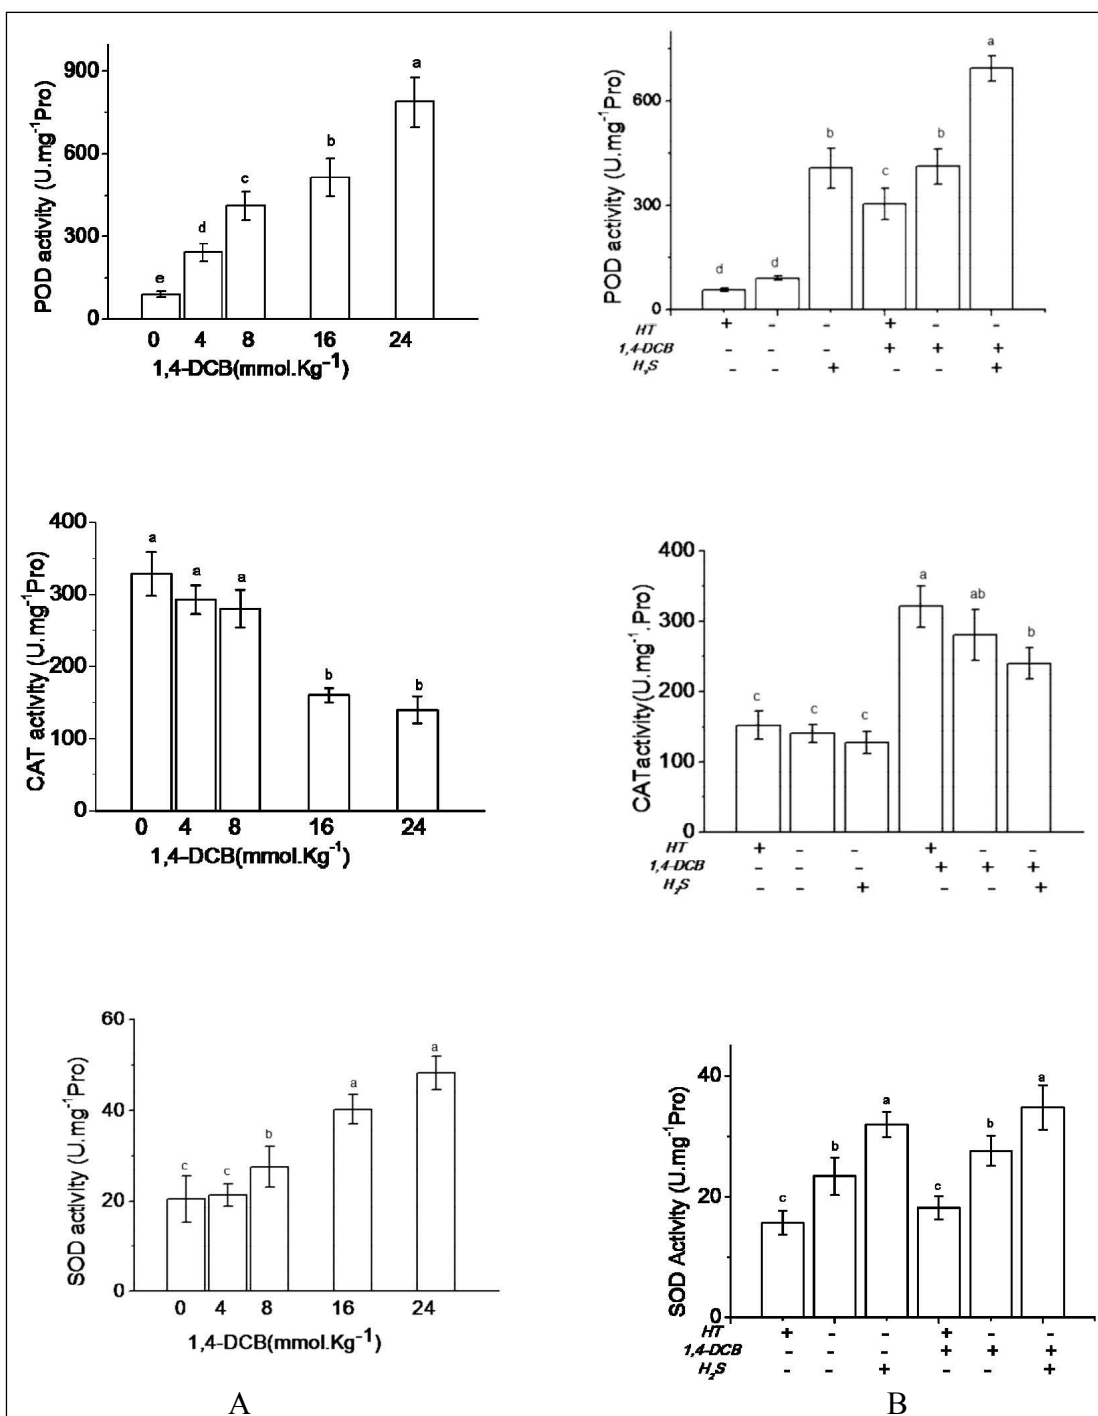 POD activity (U.mg⁻¹Pro)
900
600
300
0
e
d
c
b
a
0 4 8 16 24
1,4-DCB(mmol.Kg⁻¹)
POD activity (U.mg⁻¹Pro)
600
300
0
d d b c b a
HT + - - + - -
1,4-DCB - - - + + +
H₂S - - + - - +
CAT activity (U.mg⁻¹Pro)
400
300
200
100
0
a a a b b
0 4 8 16 24
1,4-DCB(mmol.Kg⁻¹)
CATactivity(U.mg⁻¹.Pro)
400
300
200
100
0
c c c a ab b
HT + - - + - -
1,4-DCB - - - + + +
H₂S - - + - - +
SOD activity (U.mg⁻¹Pro)
60
40
20
0
c c b a a
0 4 8 16 24
1,4-DCB(mmol.Kg⁻¹)
SOD Activity (U.mg⁻¹Pro)
40
20
0
c b a c b a
HT + - - + - -
1,4-DCB - - - + + +
H₂S - - + - - +
A B